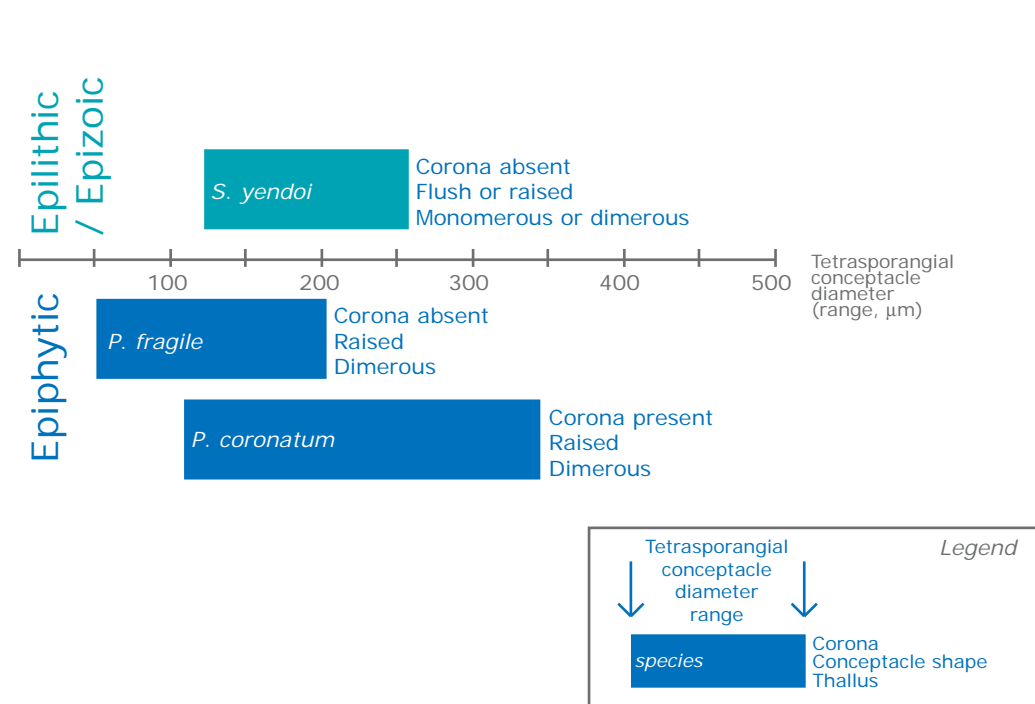 Epilithic
/ Epizoic
S. yendoi
Corona absent
Flush or raised
Monomerous or dimerous
100 200 300 400 500
Tetrasporangial
conceptacle
diameter
(range, µm)
Epiphytic
P. fragile
Corona absent
Raised
Dimerous
P. coronatum
Corona present
Raised
Dimerous
Legend
Tetrasporangial
conceptacle
diameter
range
species
Corona
Conceptacle shape
Thallus